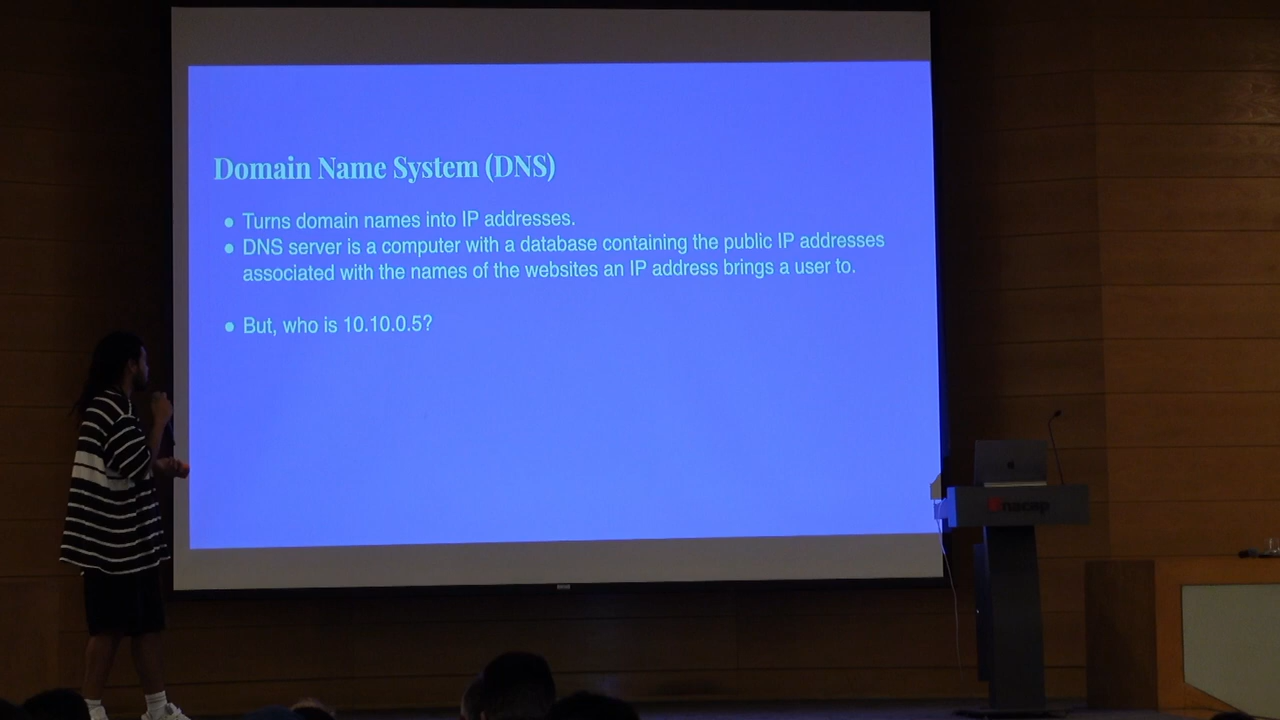 Domain Name System (DNS)
● Turns domain names into IP addresses.
● DNS server is a computer with a database containing the public IP addresses
associated with the names of the websites an IP address brings a user to.
● But, who is 10.10.0.5?